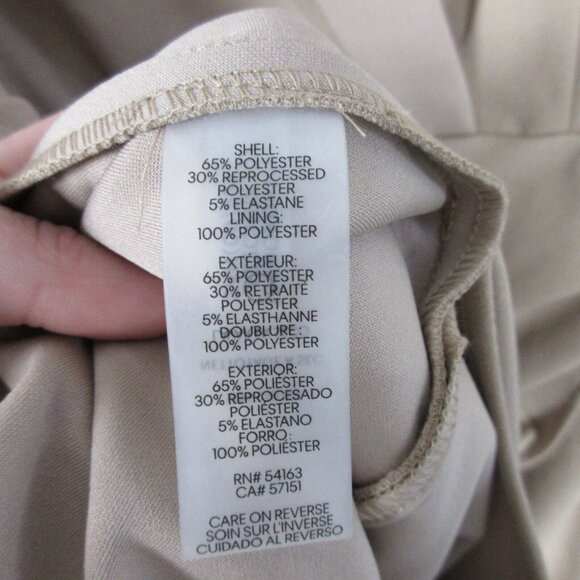 SHELL:
65% POLYESTER
30% REPROCESSED
POLYESTER
5% ELASTANE
LINING:
100% POLYESTER
EXTÉRIEUR:
65% POLYESTER
30% RETRAITÉ
POLYESTER
5% ELASTHANNE
DOUBLURE:
100% POLYESTER
EXTERIOR:
65% POLIÉSTER
30% REPROCESADO
POLIÉSTER
5% ELASTANO
FORRO:
100% POLIÉSTER
RN# 54163
CA# 57151
CARE ON REVERSE
SOIN SUR L'INVERSE
CUIDADO AL REVERSO